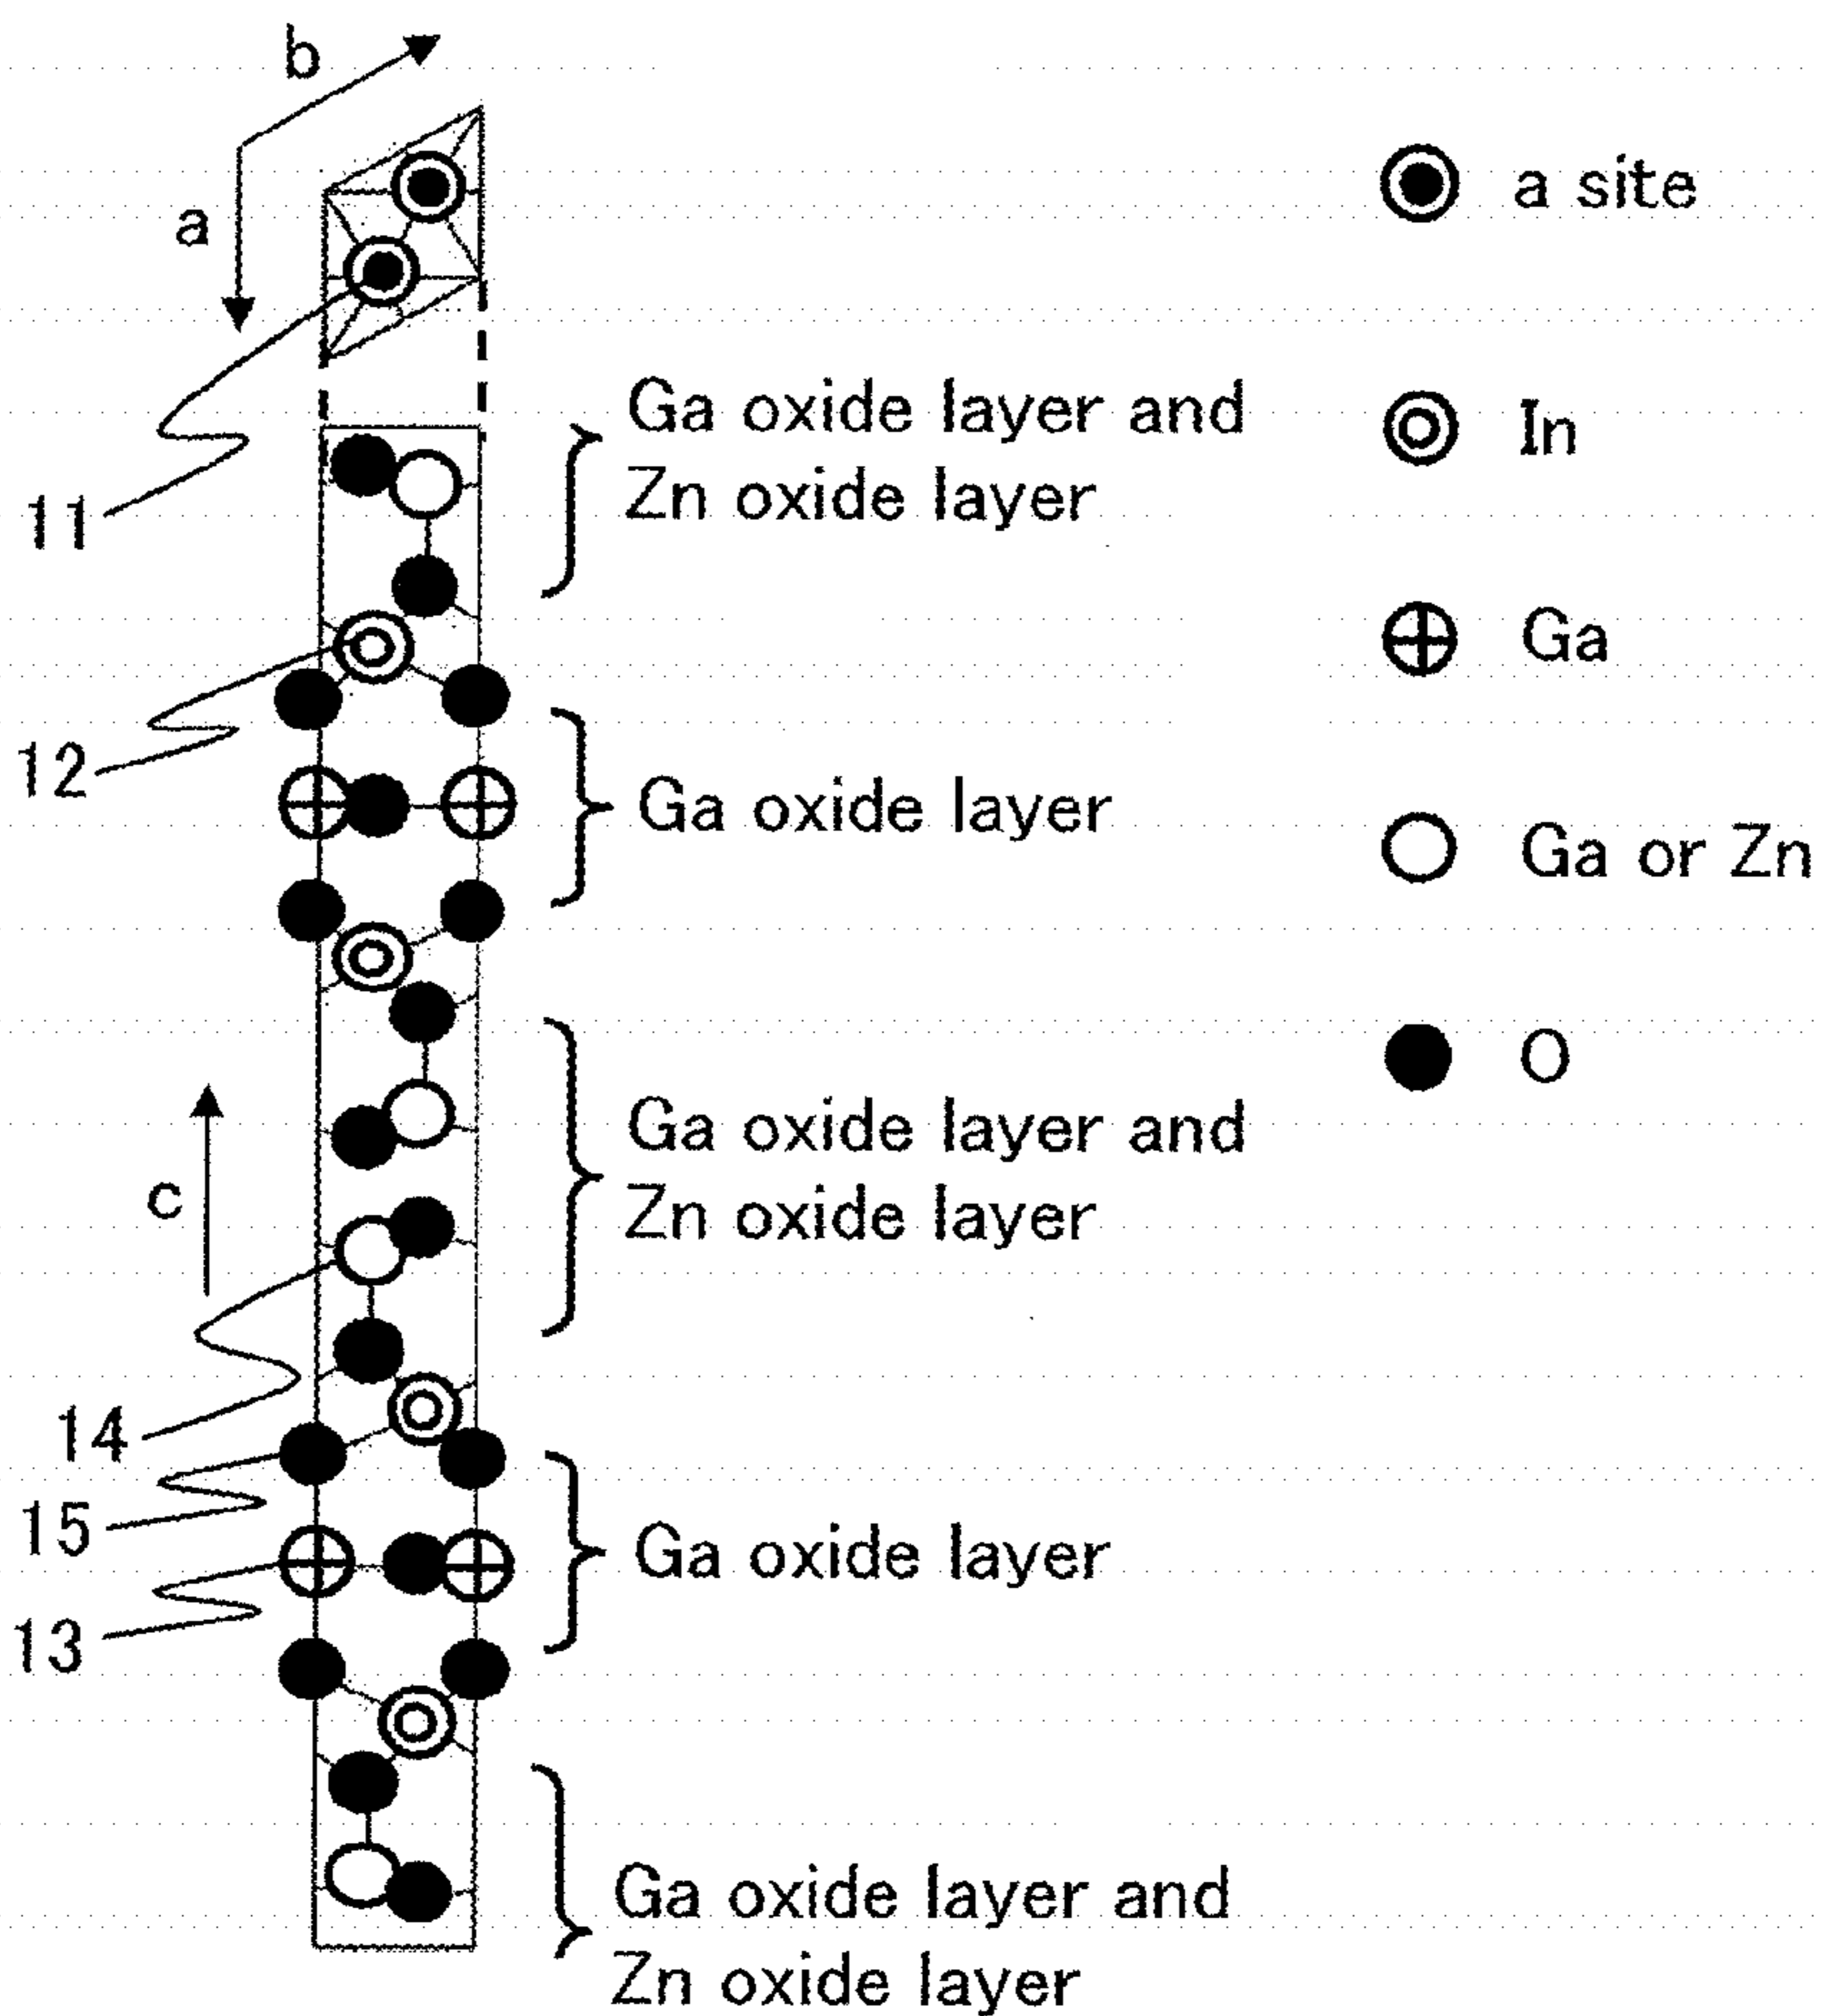 b
a
11
Ga oxide layer and
Zn oxide layer
12
Ga oxide layer
c
Ga oxide layer and
Zn oxide layer
14
15
Ga oxide layer
13
Ga oxide layer and
Zn oxide layer
a site
In
Ga
Ga or Zn
O